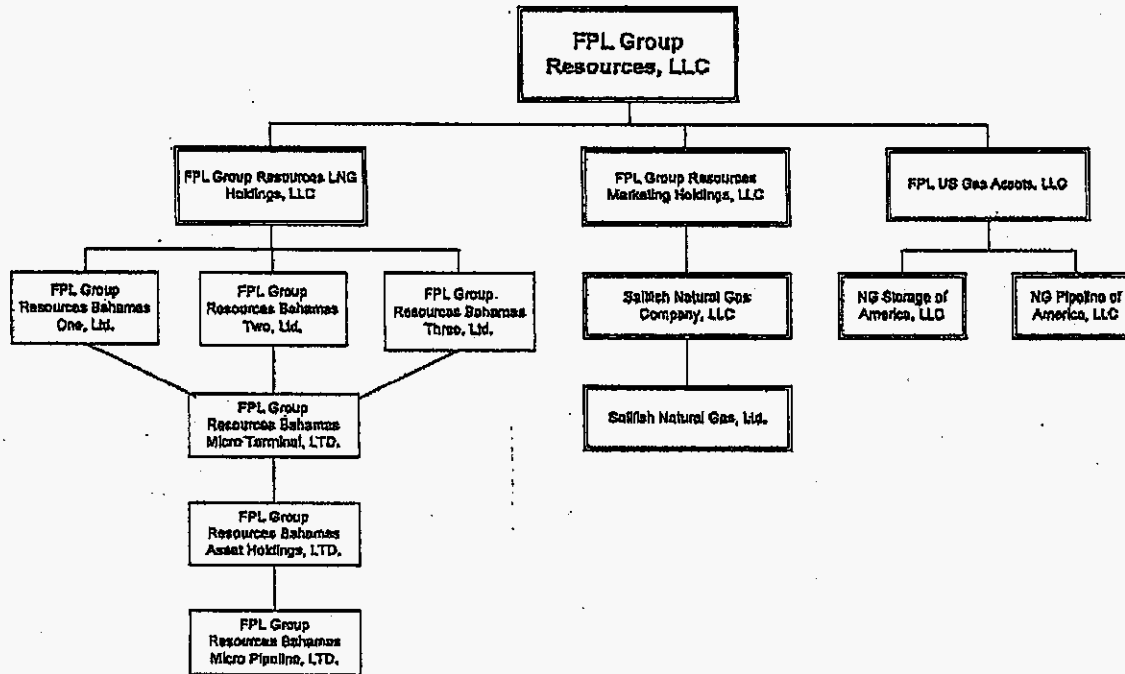 FPL Group
Resources, LLC
FPL Group Resources LNG
Holdings, LLC
FPL Group Resources
Marketing Holdings, LLC
FPL US Gas Assets, LLC
FPL Group
Resources Bahamas
One, Ltd.
FPL Group
Resources Bahamas
Two, Ltd.
FPL Group
Resources Bahamas
Three, Ltd.
Sailfish Natural Gas
Company, LLC
NG Storage of
America, LLC
NG Pipeline of
America, LLC
FPL Group
Resources Bahamas
Micro Terminal, LTD.
Sailfish Natural Gas, Ltd.
FPL Group
Resources Bahamas
Asset Holdings, LTD.
FPL Group
Resources Bahamas
Micro Pipeline, LTD.